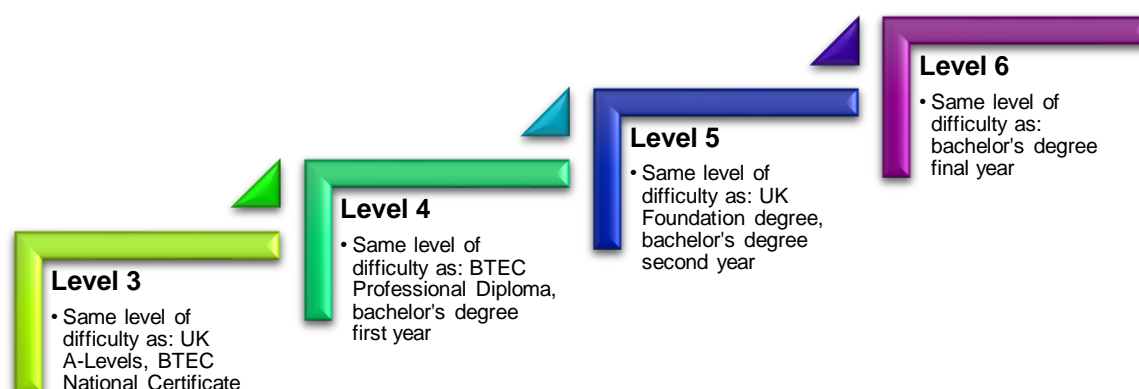 Level 3
• Same level of
difficulty as: UK
A-Levels, BTEC
National Certificate
Level 4
• Same level of
difficulty as: BTEC
Professional Diploma,
bachelor's degree
first year
Level 5
• Same level of
difficulty as: UK
Foundation degree,
bachelor's degree
second year
Level 6
• Same level of
difficulty as:
bachelor's degree
final year